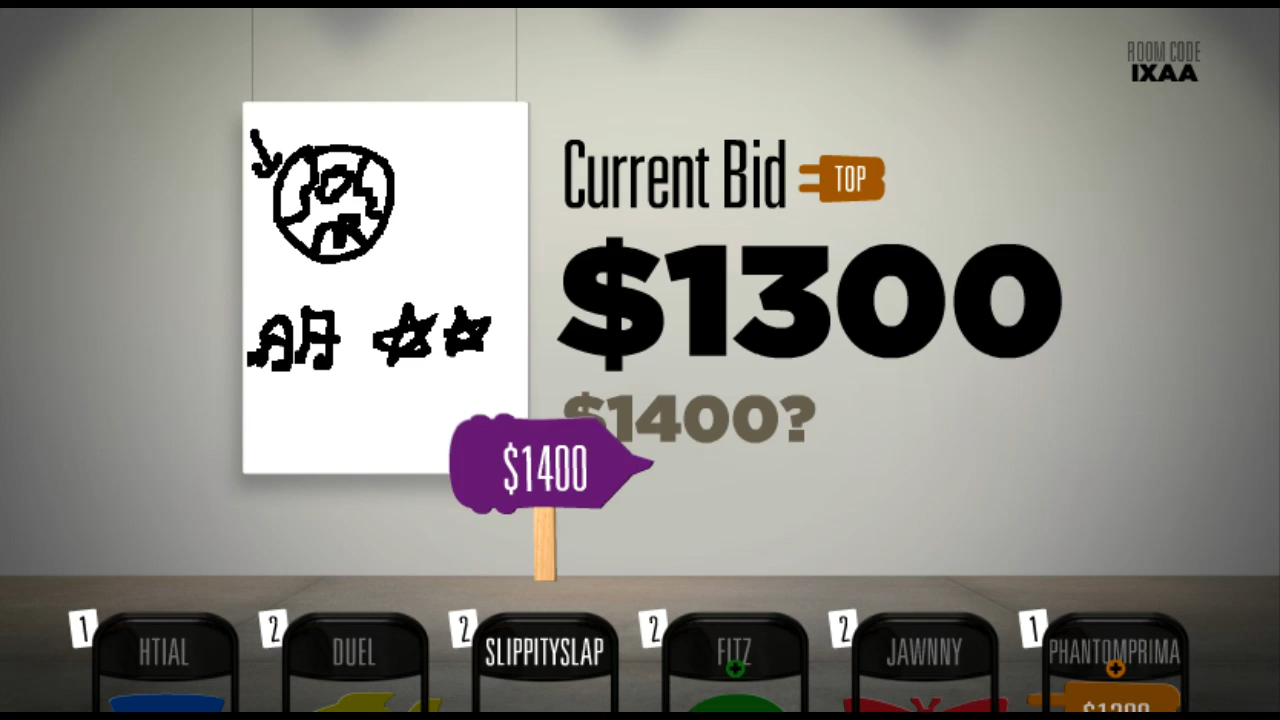 ROOM CODE
IXAA
Current Bid TOP
$1300
$1400?
$1400
1 HTIAL 2 DUEL 2 SLIPPITYSLAP 2 FITZ 2 JAWNNY 1 PHANTOMPRIMA